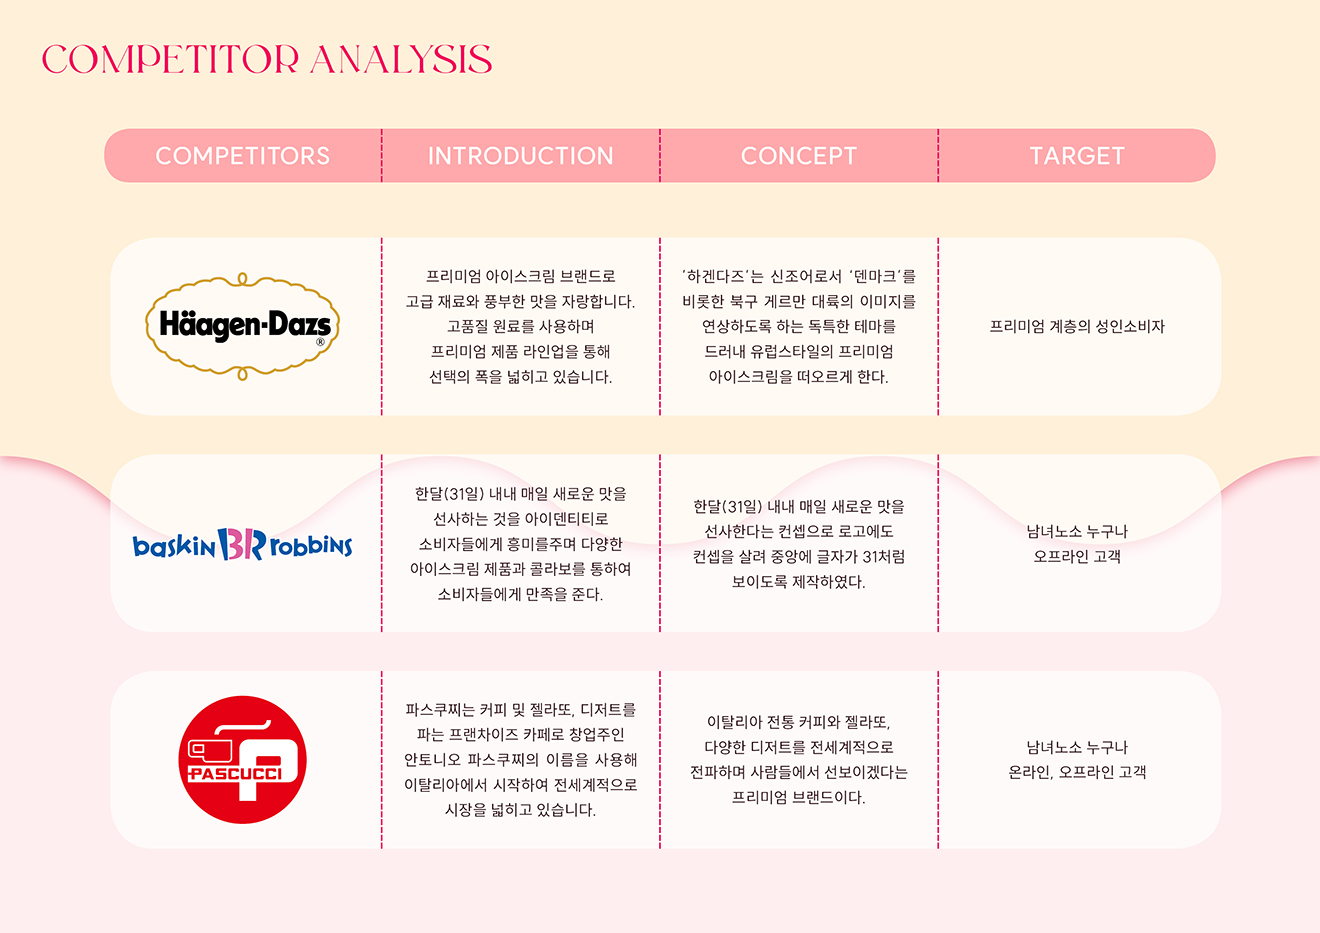 COMPETITOR ANALYSIS
COMPETITORS
INTRODUCTION
CONCEPT
TARGET
Häagen-Dazs
®
프리미엄 아이스크림 브랜드로
고급 재료와 풍부한 맛을 자랑합니다.
고품질 원료를 사용하며
프리미엄 제품 라인업을 통해
선택의 폭을 넓히고 있습니다.
'하겐다즈'는 신조어로서 '덴마크'를
비롯한 북구 게르만 대륙의 이미지를
연상하도록 하는 독특한 테마를
드러내 유럽스타일의 프리미엄
아이스크림을 떠오르게 한다.
프리미엄 계층의 성인소비자
baskin BR robbins
한달(31일) 내내 매일 새로운 맛을
선사하는 것을 아이덴티티로
소비자들에게 흥미를주며 다양한
아이스크림 제품과 콜라보를 통하여
소비자들에게 만족을 준다.
한달(31일) 내내 매일 새로운 맛을
선사한다는 컨셉으로 로고에도
컨셉을 살려 중앙에 글자가 31처럼
보이도록 제작하였다.
남녀노소 누구나
오프라인 고객
PASCUCCI
파스쿠찌는 커피 및 젤라또, 디저트를
파는 프랜차이즈 카페로 창업주인
안토니오 파스쿠찌의 이름을 사용해
이탈리아에서 시작하여 전세계적으로
시장을 넓히고 있습니다.
이탈리아 전통 커피와 젤라또,
다양한 디저트를 전세계적으로
전파하며 사람들에서 선보이겠다는
프리미엄 브랜드이다.
남녀노소 누구나
온라인, 오프라인 고객